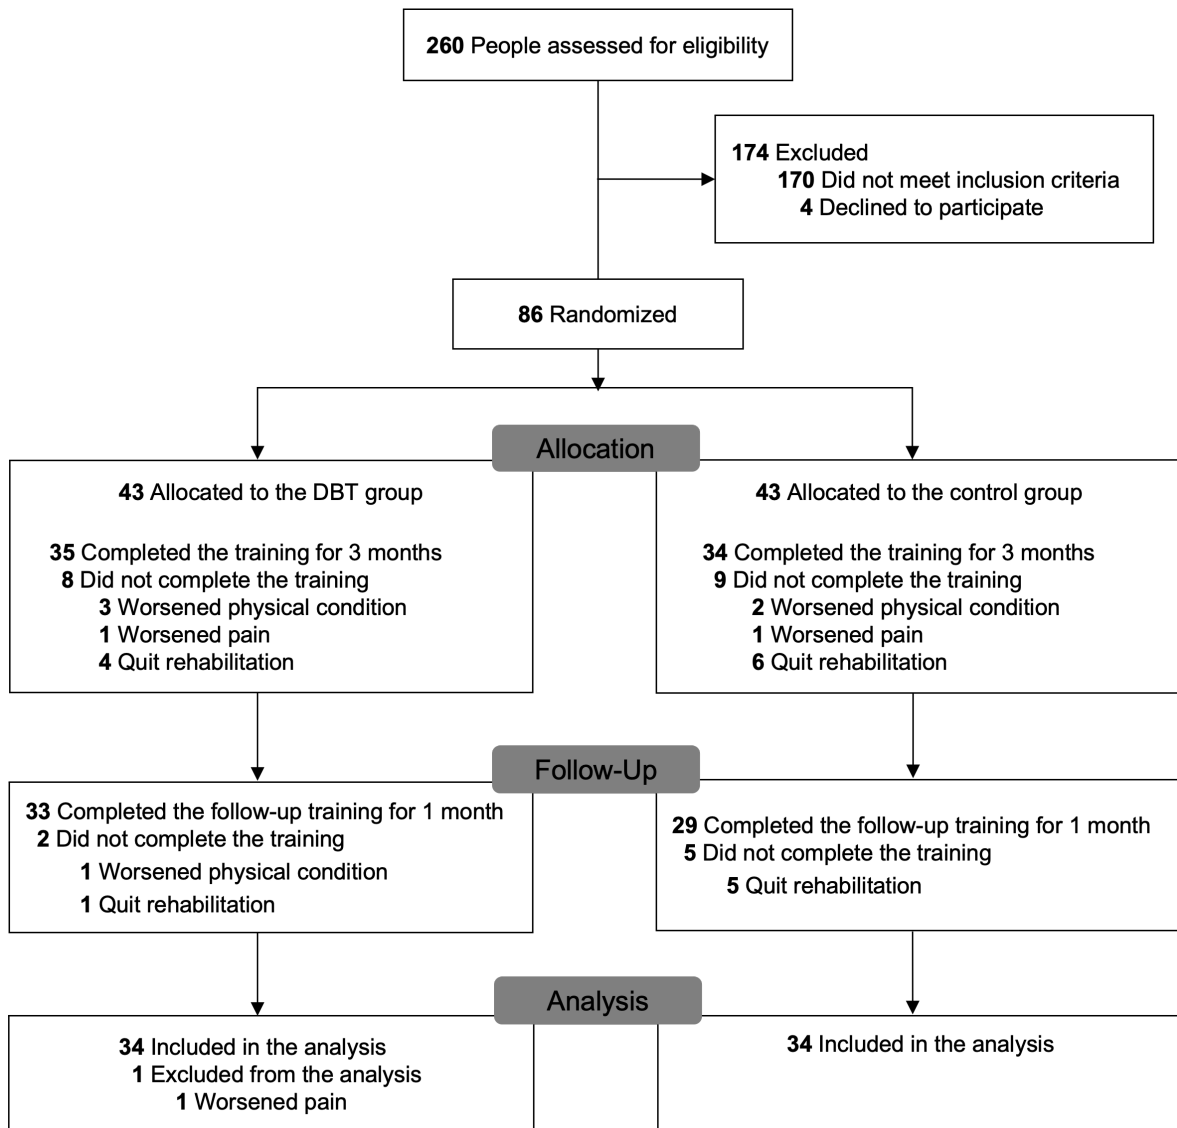 260 People assessed for eligibility
174 Excluded
170 Did not meet inclusion criteria
4 Declined to participate
86 Randomized
Allocation
43 Allocated to the DBT group
35 Completed the training for 3 months
8 Did not complete the training
3 Worsened physical condition
1 Worsened pain
4 Quit rehabilitation
43 Allocated to the control group
34 Completed the training for 3 months
9 Did not complete the training
2 Worsened physical condition
1 Worsened pain
6 Quit rehabilitation
Follow-Up
33 Completed the follow-up training for 1 month
2 Did not complete the training
1 Worsened physical condition
1 Quit rehabilitation
29 Completed the follow-up training for 1 month
5 Did not complete the training
5 Quit rehabilitation
Analysis
34 Included in the analysis
1 Excluded from the analysis
1 Worsened pain
34 Included in the analysis